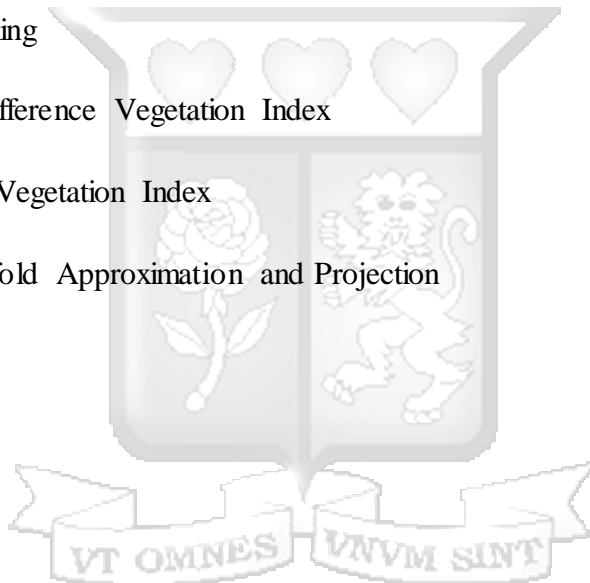 ing
fference Vegetation Index
Vegetation Index
old Approximation and Projection
VT OMNES VNVM SINT